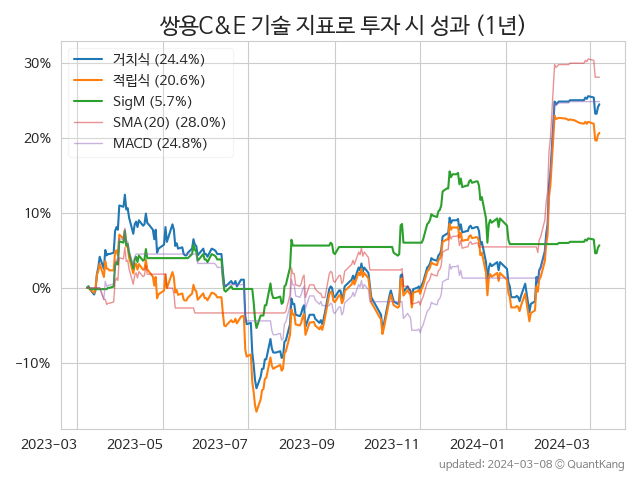 쌍용C&E 기술 지표로 투자 시 성과 (1년)
거치식 (24.4%)
적립식 (20.6%)
SigM (5.7%)
SMA(20) (28.0%)
MACD (24.8%)
30%
20%
10%
0%
−10%
2023-03 2023-05 2023-07 2023-09 2023-11 2024-01 2024-03
updated: 2024-03-08 © QuantKang